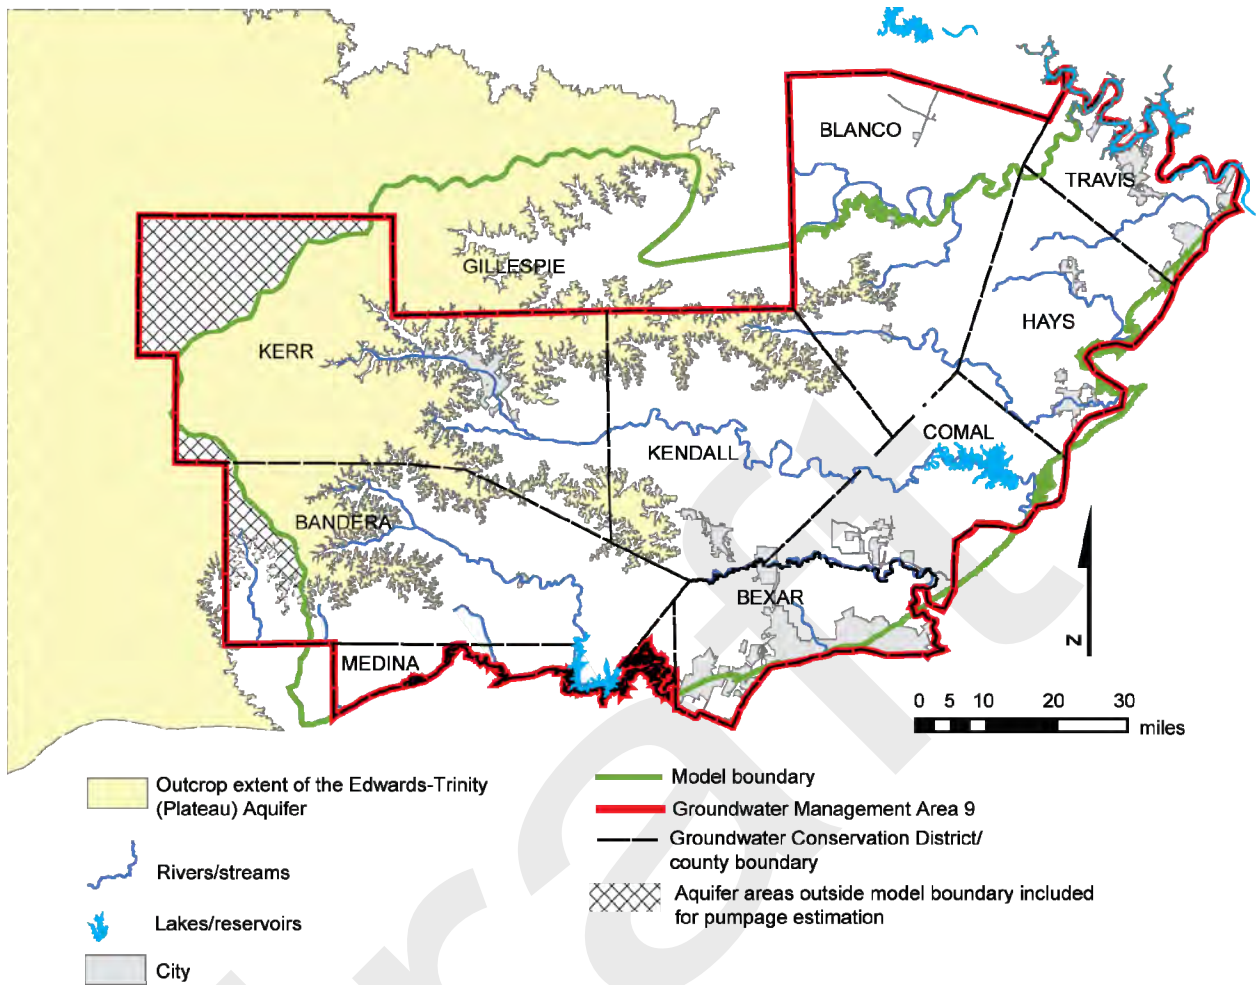 BLANCO
TRAVIS
GILLESPIE
HAYS
KERR
COMAL
KENDALL
BANDERA
BEXAR
MEDINA
N
0 5 10 20 30
miles
Outcrop extent of the Edwards-Trinity
(Plateau) Aquifer
Rivers/streams
Lakes/reservoirs
City
Model boundary
Groundwater Management Area 9
Groundwater Conservation District/
county boundary
Aquifer areas outside model boundary included
for pumpage estimation
draft